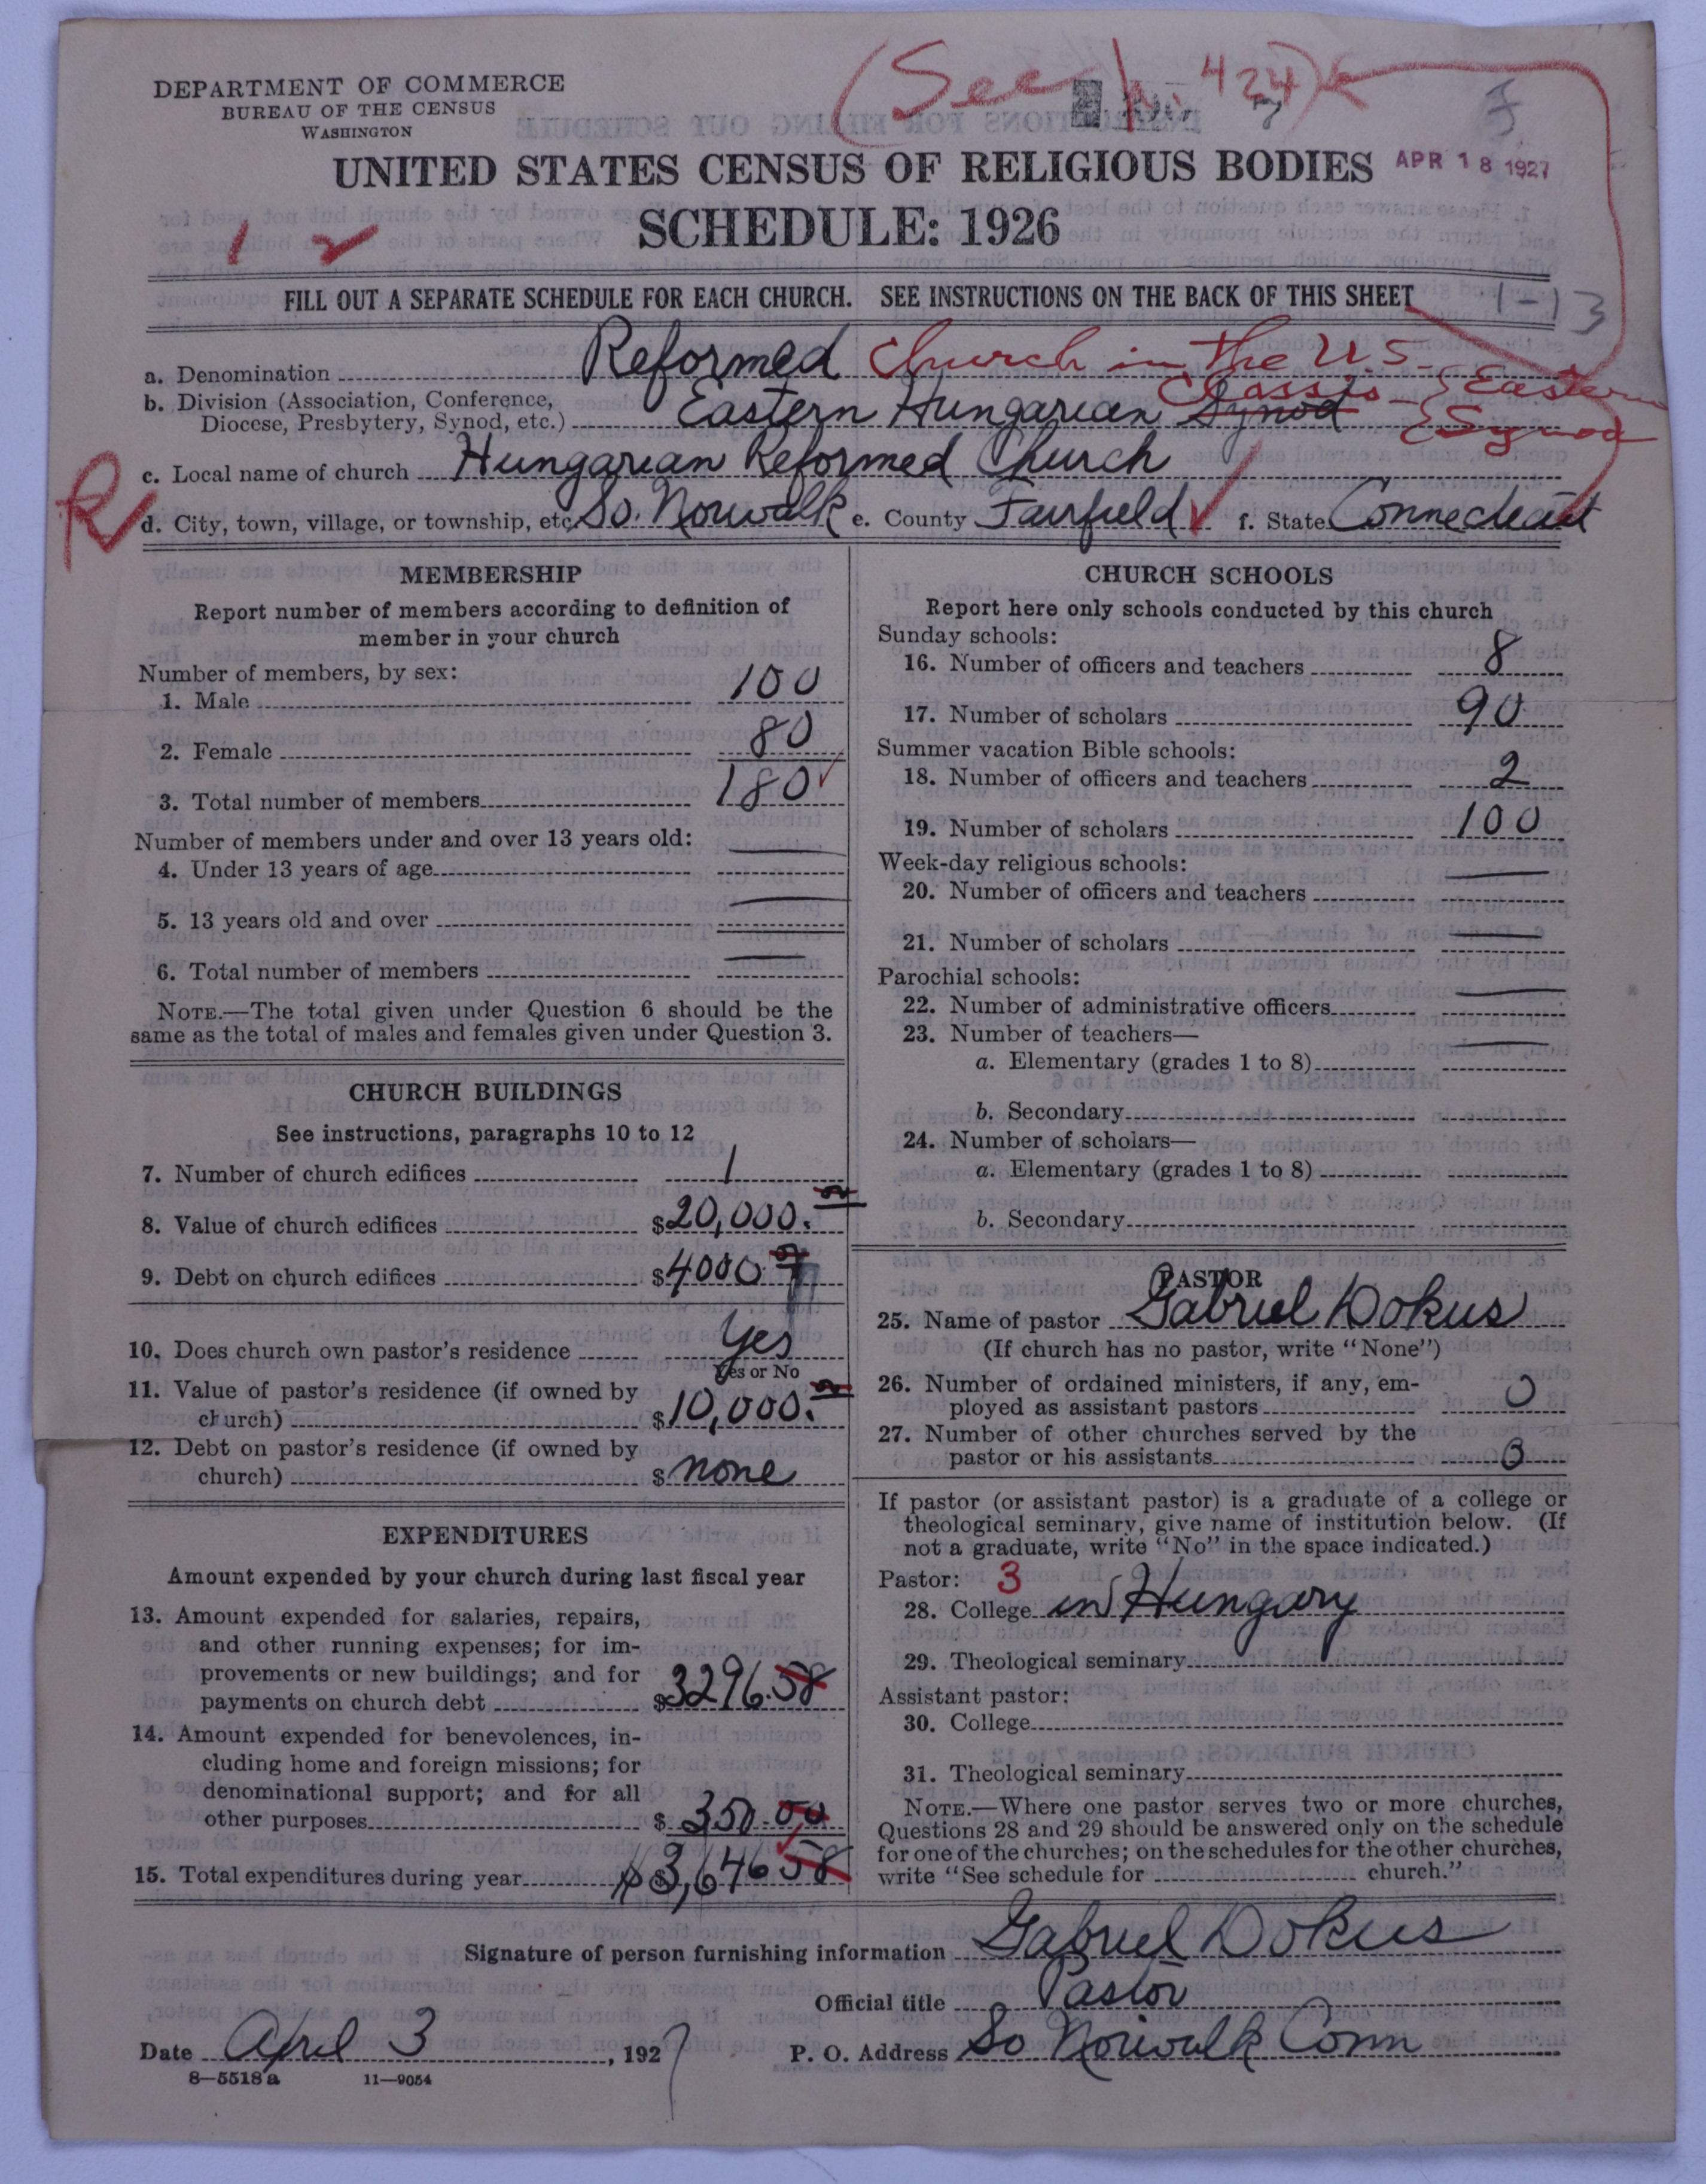 (See p. 424)
DEPARTMENT OF COMMERCE
BUREAU OF THE CENSUS
WASHINGTON
UNITED STATES CENSUS OF RELIGIOUS BODIES
APR 18 1927
SCHEDULE: 1926
1 2
FILL OUT A SEPARATE SCHEDULE FOR EACH CHURCH. SEE INSTRUCTIONS ON THE BACK OF THIS SHEET
1-13
a. Denomination Reformed Church in the U.S.
Classis Eastern
b. Division (Association, Conference,
Diocese, Presbytery, Synod, etc.) Eastern Hungarian Synod Synod
c. Local name of church Hungarian Reformed Church
R
d. City, town, village, or township, etc. So. Norwalk e. County Fairfield f. State Connecticut
MEMBERSHIP
Report number of members according to definition of
member in your church
Number of members, by sex:
1. Male 100
2. Female 80
3. Total number of members 180
Number of members under and over 13 years old:
4. Under 13 years of age
5. 13 years old and over
6. Total number of members
NOTE.—The total given under Question 6 should be the
same as the total of males and females given under Question 3.
CHURCH BUILDINGS
See instructions, paragraphs 10 to 12
7. Number of church edifices 1
8. Value of church edifices $20,000.
9. Debt on church edifices $4000
10. Does church own pastor's residence Yes
Yes or No
11. Value of pastor's residence (if owned by
church) $10,000.
12. Debt on pastor's residence (if owned by
church) $ none
EXPENDITURES
Amount expended by your church during last fiscal year
13. Amount expended for salaries, repairs,
and other running expenses; for im-
provements or new buildings; and for
payments on church debt $3296.58
14. Amount expended for benevolences, in-
cluding home and foreign missions; for
denominational support; and for all
other purposes $ 350.00
15. Total expenditures during year $3,646 58
CHURCH SCHOOLS
Report here only schools conducted by this church
Sunday schools:
16. Number of officers and teachers 8
17. Number of scholars 90
Summer vacation Bible schools:
18. Number of officers and teachers 2
19. Number of scholars 100
Week-day religious schools:
20. Number of officers and teachers
21. Number of scholars
Parochial schools:
22. Number of administrative officers
23. Number of teachers—
a. Elementary (grades 1 to 8)
b. Secondary
24. Number of scholars—
a. Elementary (grades 1 to 8)
b. Secondary
PASTOR
25. Name of pastor Gabriel Dokus
(If church has no pastor, write "None")
26. Number of ordained ministers, if any, em-
ployed as assistant pastors 0
27. Number of other churches served by the
pastor or his assistants 0
If pastor (or assistant pastor) is a graduate of a college or
theological seminary, give name of institution below. (If
not a graduate, write "No" in the space indicated.)
Pastor: 3
28. College in Hungary
29. Theological seminary
Assistant pastor:
30. College
31. Theological seminary
NOTE.—Where one pastor serves two or more churches,
Questions 28 and 29 should be answered only on the schedule
for one of the churches; on the schedules for the other churches,
write "See schedule for church."
Signature of person furnishing information Gabriel Dokus
Official title Pastor
Date April 3, 1927 P. O. Address So Norwalk Conn
8—5518a 11—9054